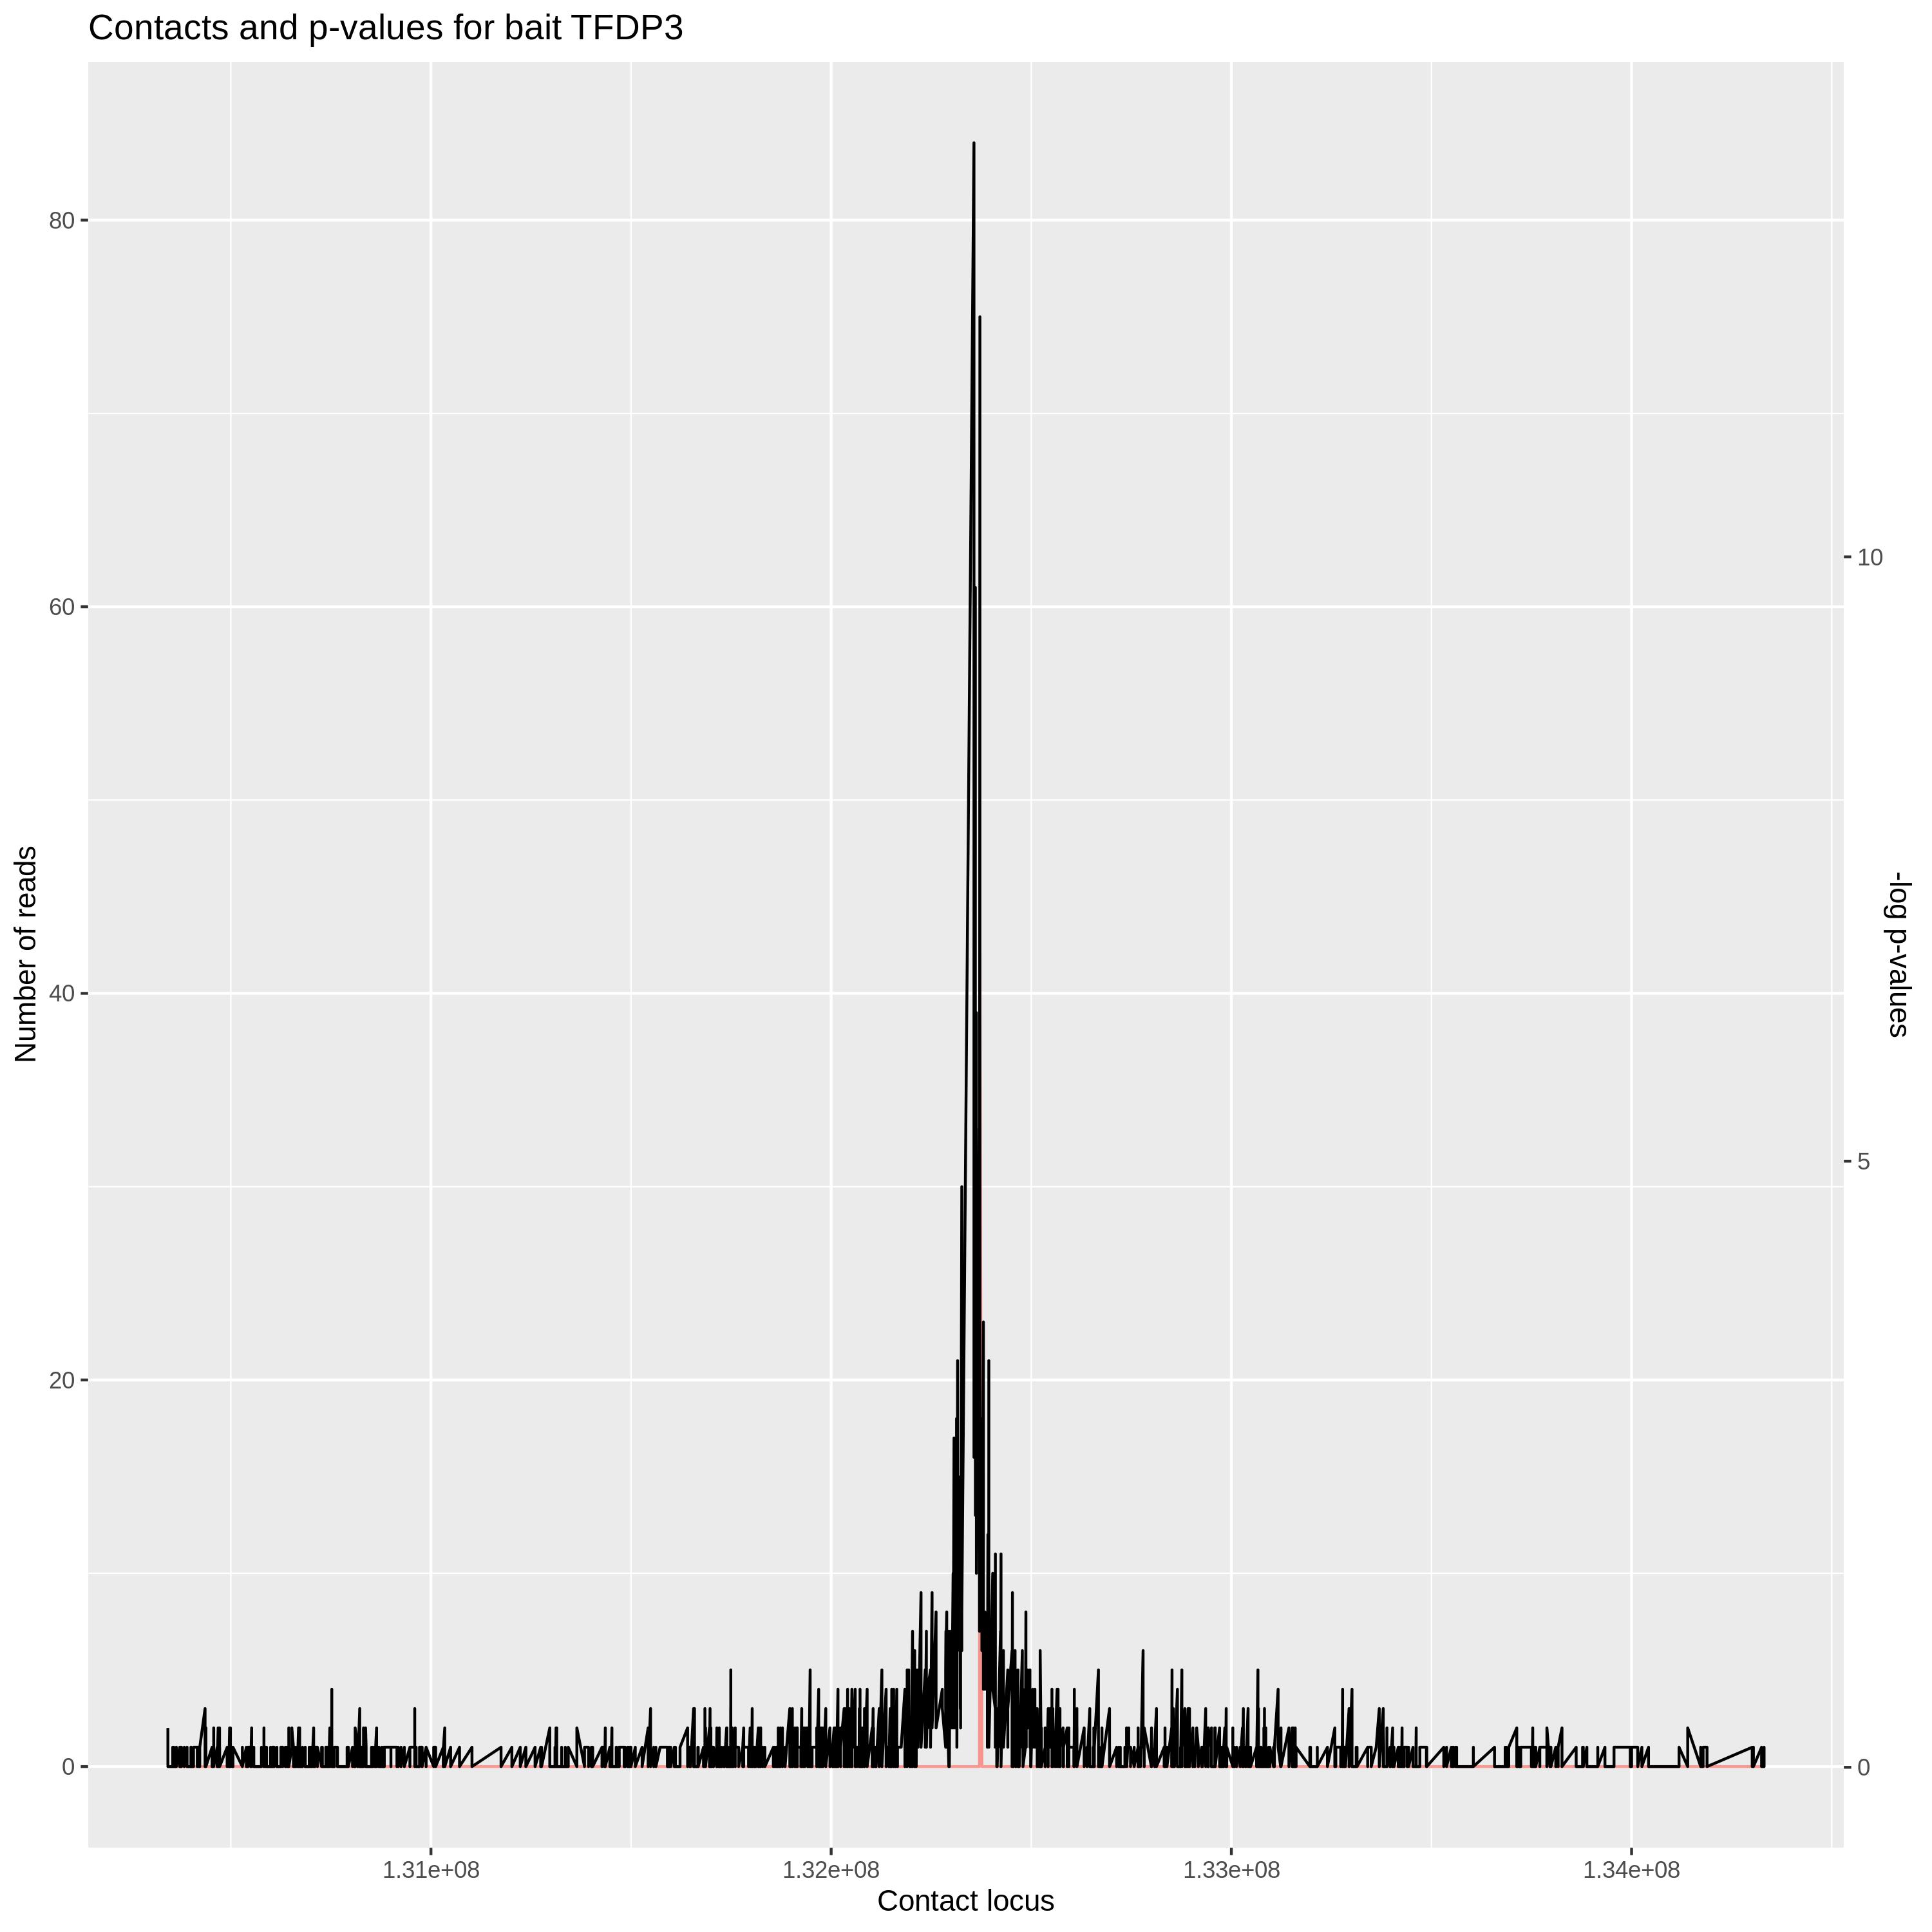 Contacts and p-values for bait TFDP3
80
60
40
20
0
10
5
0
Number of reads
-log p-values
1.31e+08
1.32e+08
1.33e+08
1.34e+08
Contact locus